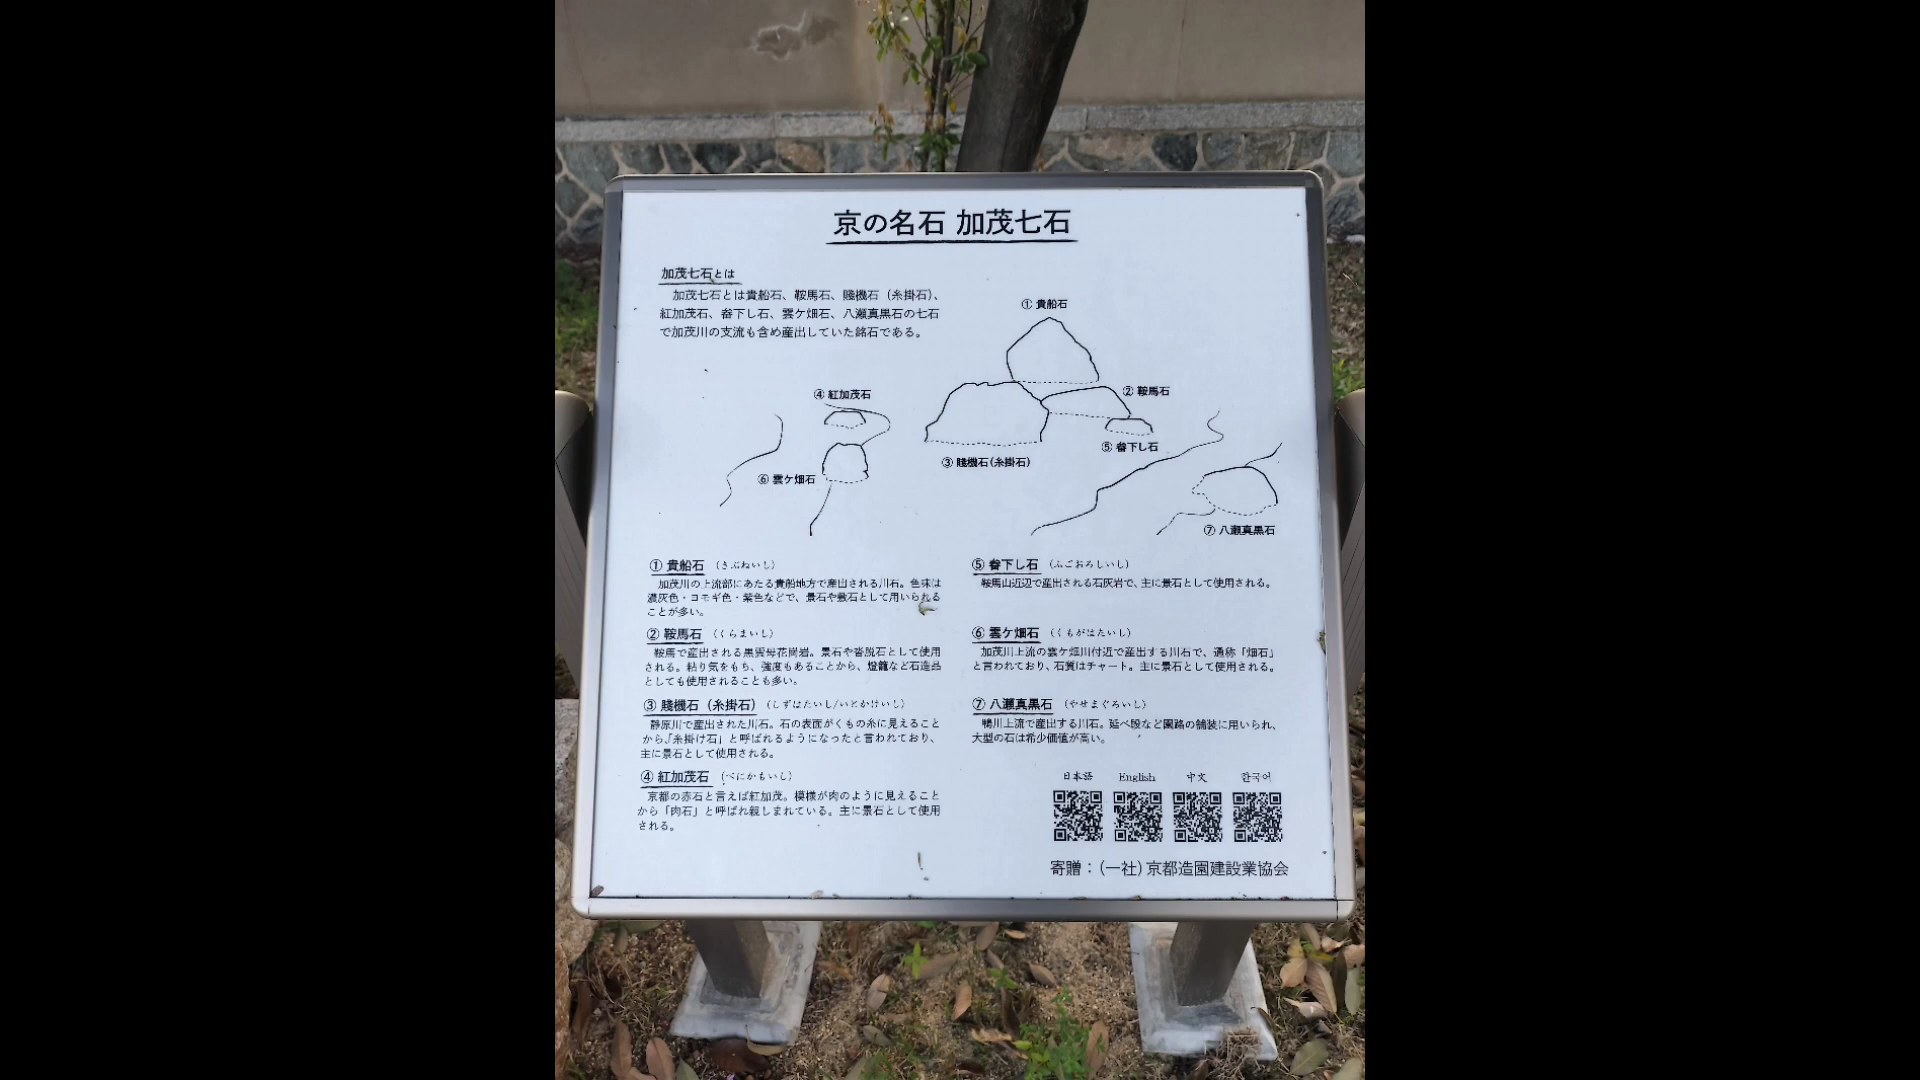 京の名石 加茂七石
加茂七石とは
加茂七石とは貴船石、鞍馬石、賤機石（糸掛石）、
紅加茂石、畚下し石、雲ケ畑石、八瀬真黒石の七石
で加茂川の支流も含め産出していた銘石である。
① 貴船石
② 鞍馬石
④ 紅加茂石
⑤ 畚下し石
③ 賤機石(糸掛石)
⑥ 雲ケ畑石
⑦ 八瀬真黒石
① 貴船石 （きぶねいし）
加茂川の上流部にあたる貴船地方で産出される川石。色味は
濃灰色・ヨモギ色・紫色などで、景石や敷石として用いられる
ことが多い。
② 鞍馬石 （くらまいし）
鞍馬で産出される黒雲母花崗岩。景石や沓脱石として使用
される。粘り気をもち、強度もあることから、燈籠など石造品
としても使用されることも多い。
③ 賤機石（糸掛石）（しずはたいし/いとかけいし）
静原川で産出された川石。石の表面がくもの糸に見えること
から、「糸掛け石」と呼ばれるようになったと言われており、
主に景石として使用される。
④ 紅加茂石 （べにかもいし）
京都の赤石と言えば紅加茂。模様が肉のように見えること
から「肉石」と呼ばれ親しまれている。主に景石として使用
される。
⑤ 畚下し石 （ふごおろしいし）
鞍馬山近辺で産出される石灰岩で、主に景石として使用される。
⑥ 雲ケ畑石 （くもがはたいし）
加茂川上流の雲ケ畑川付近で産出する川石で、通称「畑石」
と言われており、石質はチャート。主に景石として使用される。
⑦ 八瀬真黒石 （やせまぐろいし）
鴨川上流で産出する川石。延べ段など園路の舗装に用いられ、
大型の石は希少価値が高い。
日本語 English 中文 한국어
寄贈：(一社) 京都造園建設業協会